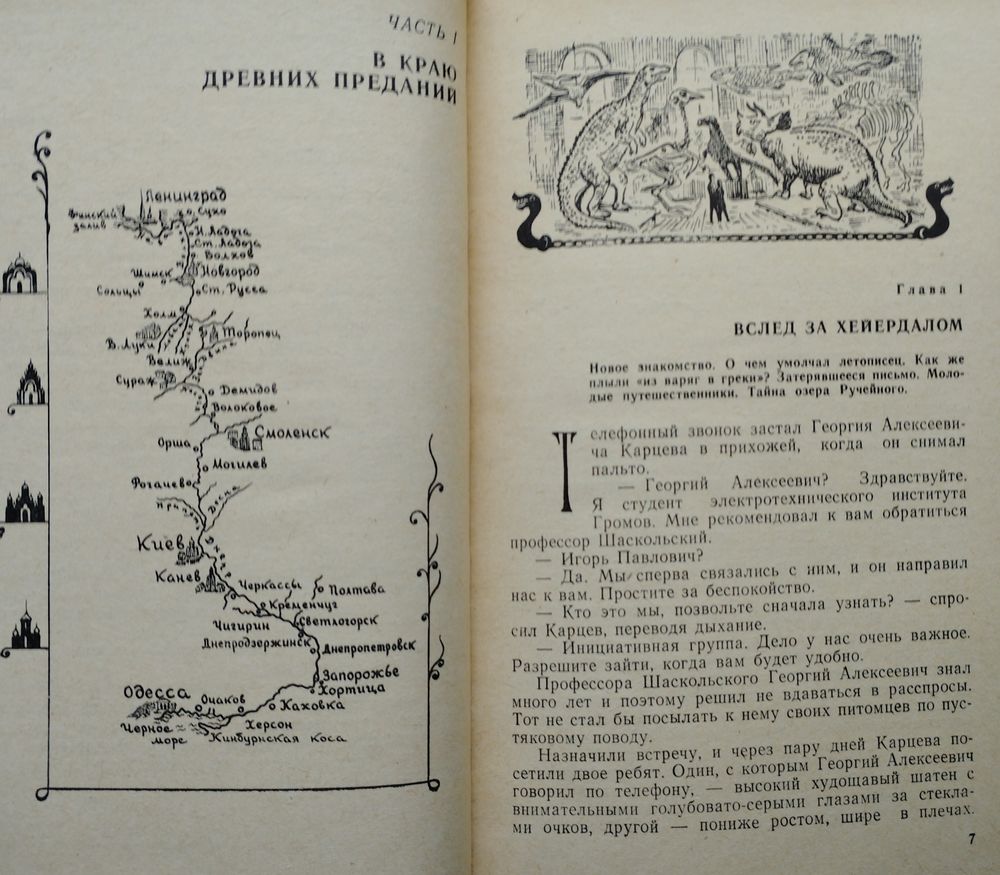 ЧАСТЬ I
В КРАЮ
ДРЕВНИХ ПРЕДАНИЙ
Ленинград
Финский
залив
Сухо
Н. Ладога
Ст. Ладога
Волхов
Шимск
Новгород
Сольцы
Ст. Русса
Холм
В. Луки
Торопец
Велиж
Двина
Сураж
Демидов
Волоковое
Смоленск
Орша
Могилев
Рогачево
Припять
Десна
Киев
Днепр
Канев
Черкассы
Полтава
Кременчуг
Чигирин
Светлогорск
Днепродзержинск
Днепропетровск
Запорожье
Хортица
Одесса
Очаков
Каховка
Черное
море
Херсон
Кинбурнская коса
Глава 1
ВСЛЕД ЗА ХЕЙЕРДАЛОМ
Новое знакомство. О чем умолчал летописец. Как же
плыли «из варяг в греки»? Затерявшееся письмо. Моло-
дые путешественники. Тайна озера Ручейного.
Телефонный звонок застал Георгия Алексееви-
ча Карцева в прихожей, когда он снимал
пальто.
— Георгий Алексеевич? Здравствуйте.
Я студент электротехнического института
Громов. Мне рекомендовал к вам обратиться
профессор Шаскольский.
— Игорь Павлович?
— Да. Мы сперва связались с ним, и он направил
нас к вам. Простите за беспокойство.
— Кто это мы, позвольте сначала узнать? — спро-
сил Карцев, переводя дыхание.
— Инициативная группа. Дело у нас очень важное.
Разрешите зайти, когда вам будет удобно.
Профессора Шаскольского Георгий Алексеевич знал
много лет и поэтому решил не вдаваться в расспросы.
Тот не стал бы посылать к нему своих питомцев по пус-
тяковому поводу.
Назначили встречу, и через пару дней Карцева по-
сетили двое ребят. Один, с которым Георгий Алексеевич
говорил по телефону, — высокий худощавый шатен с
внимательными голубовато-серыми глазами за стекла-
ми очков, другой — пониже ростом, шире в плечах.
7